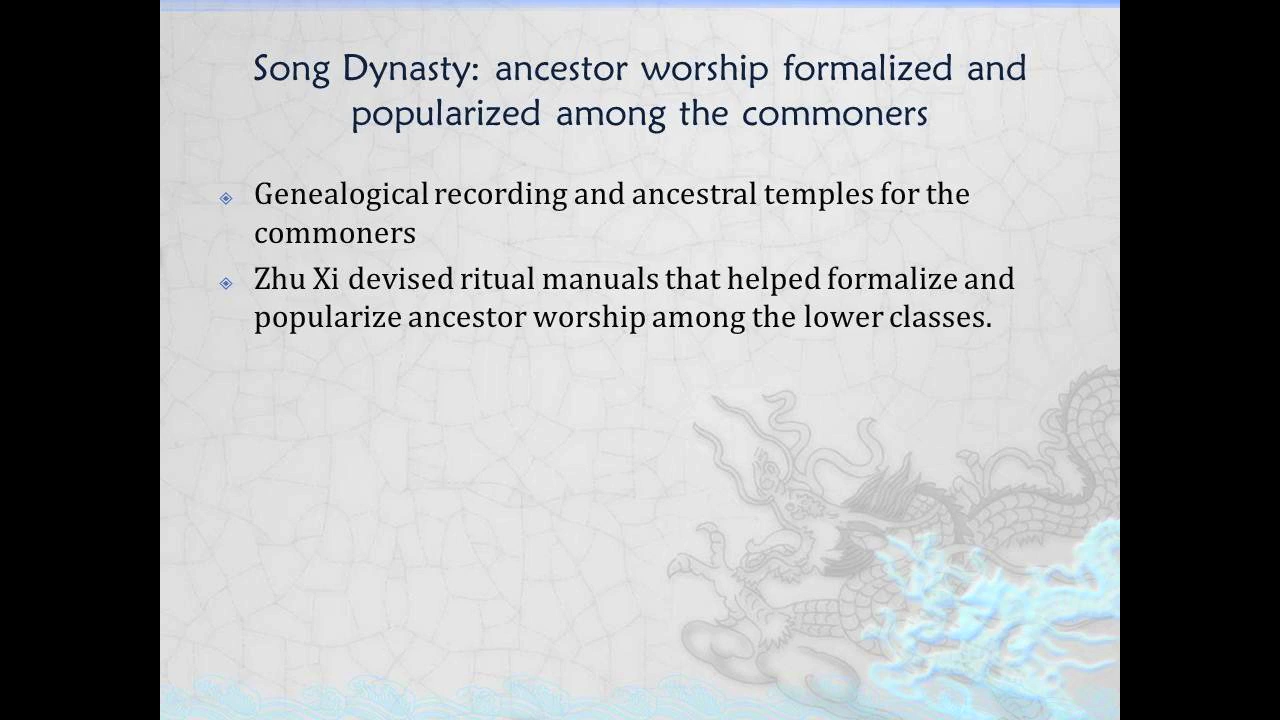 Song Dynasty: ancestor worship formalized and
popularized among the commoners
Genealogical recording and ancestral temples for the
commoners
Zhu Xi devised ritual manuals that helped formalize and
popularize ancestor worship among the lower classes.